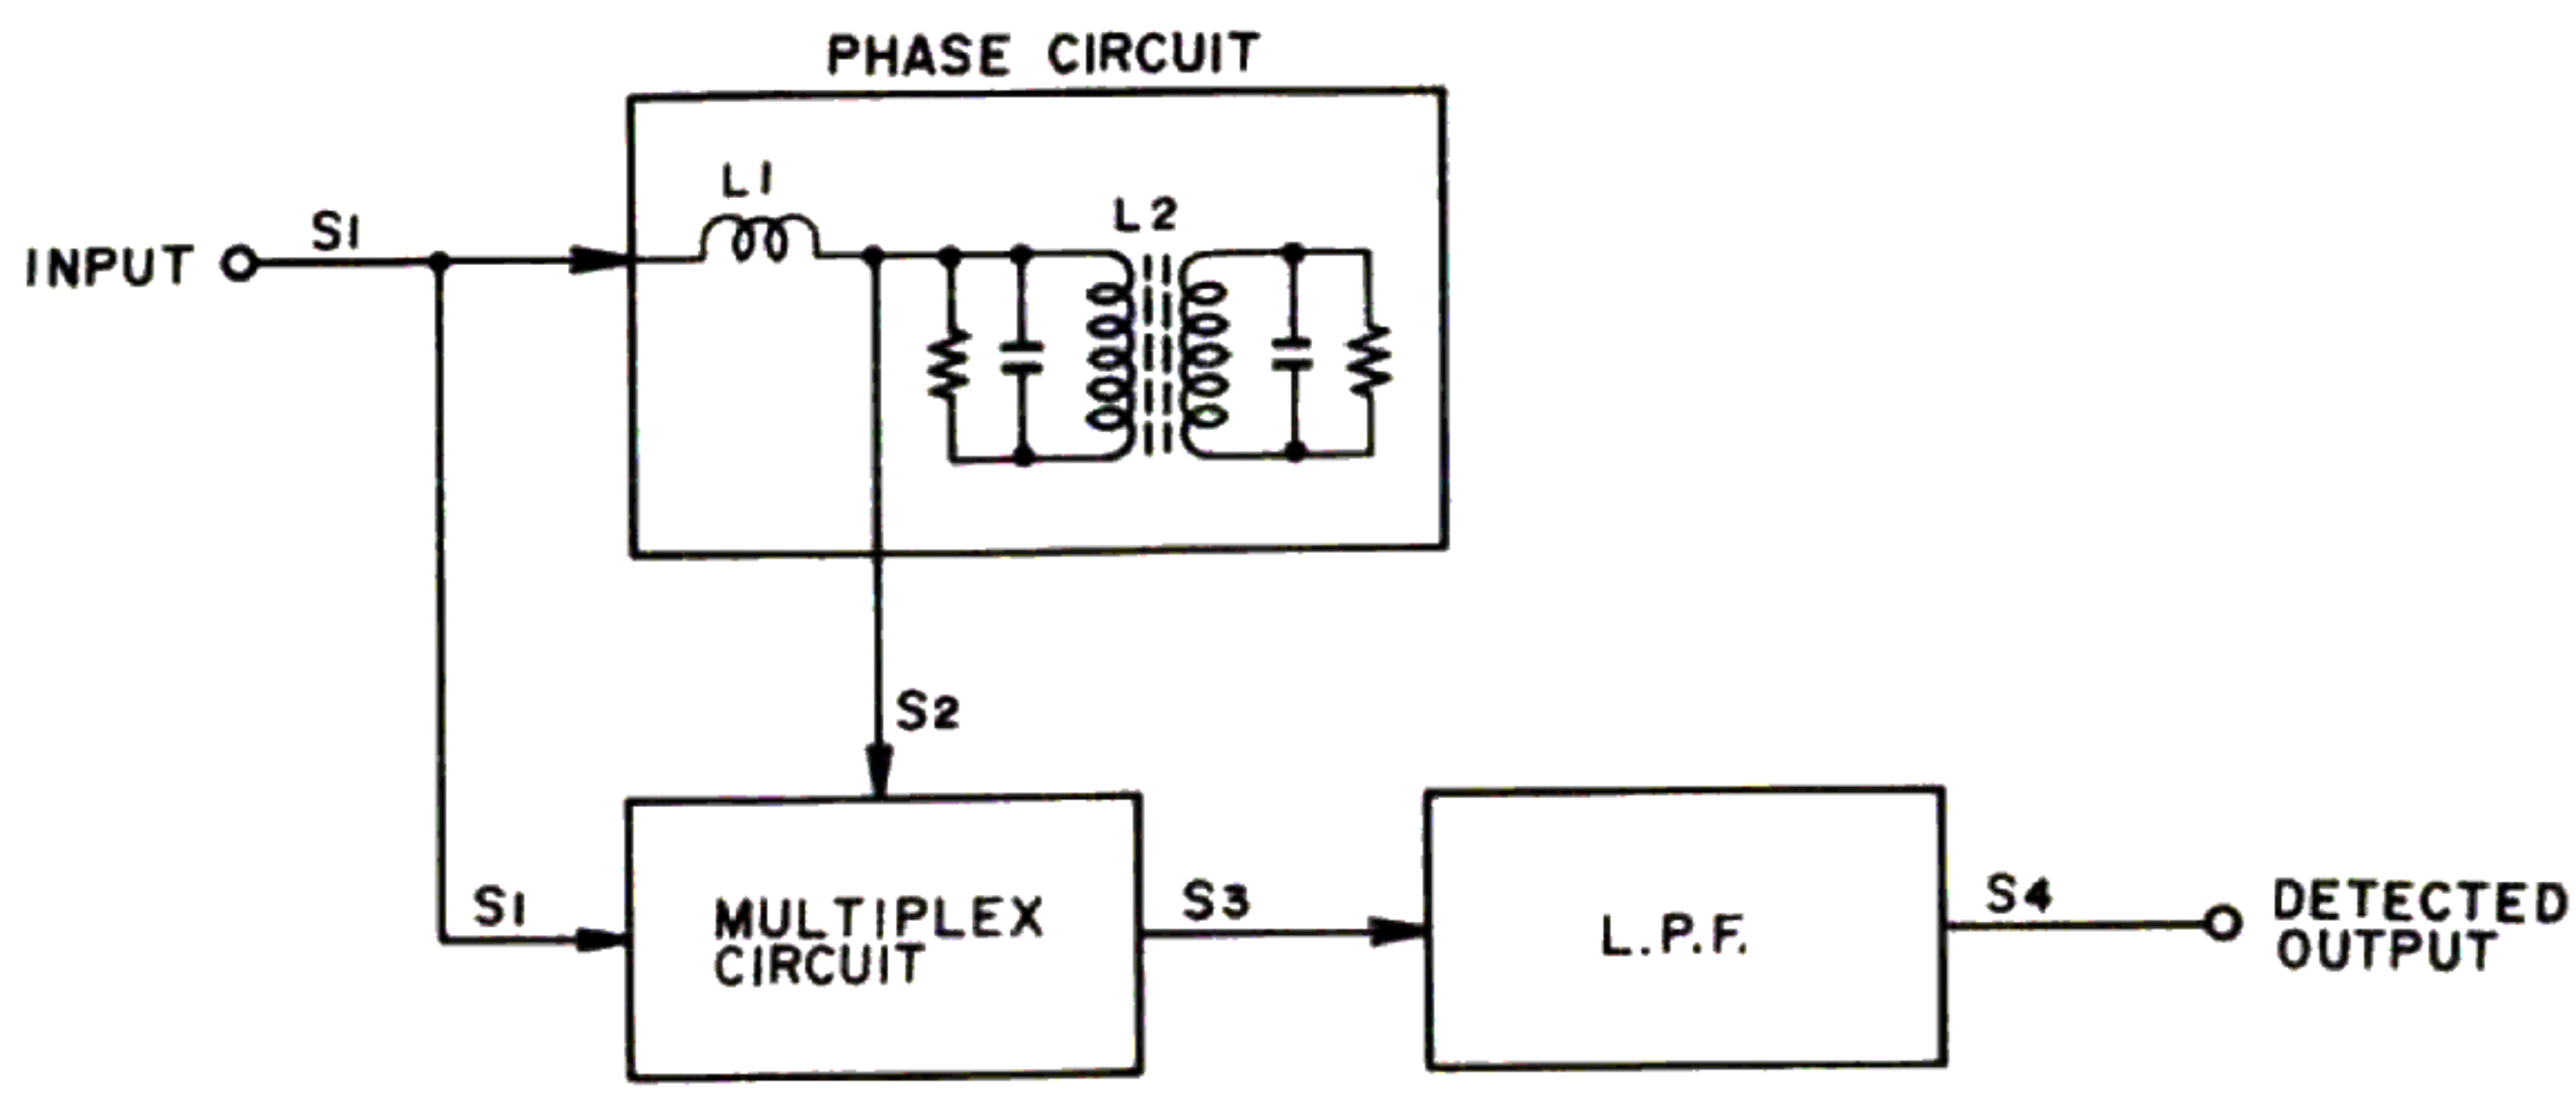 PHASE CIRCUIT
L1
L2
S1
INPUT
S2
S1
MULTIPLEX
CIRCUIT
S3
L.P.F.
S4
DETECTED
OUTPUT